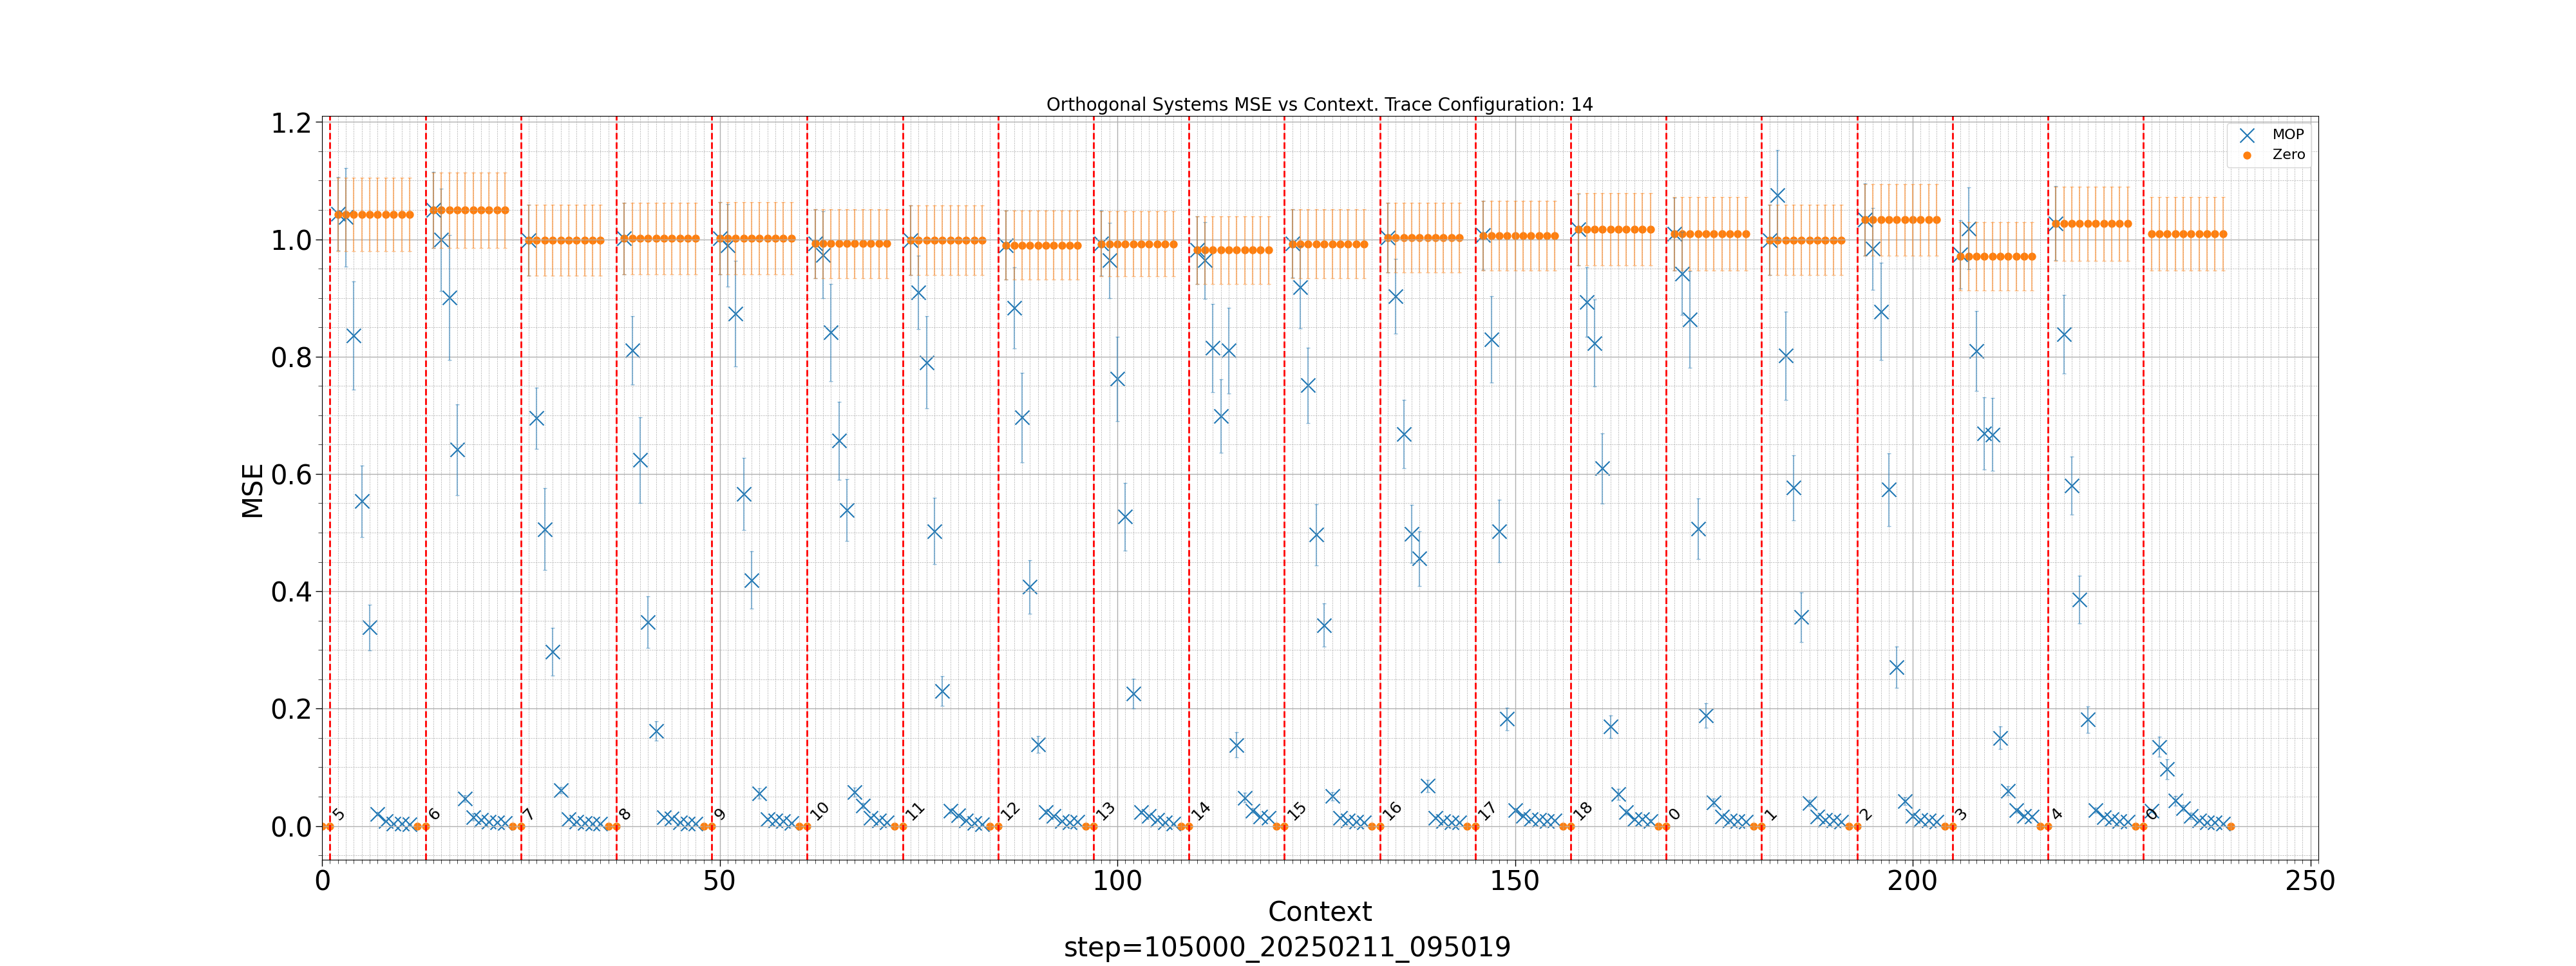 Orthogonal Systems MSE vs Context. Trace Configuration: 14
MOP
Zero
MSE
1.2
1.0
0.8
0.6
0.4
0.2
0.0
5 6 7 8 9 10 11 12 13 14 15 16 17 18 0 1 2 3 4 0
0 50 100 150 200 250
Context
step=105000_20250211_095019